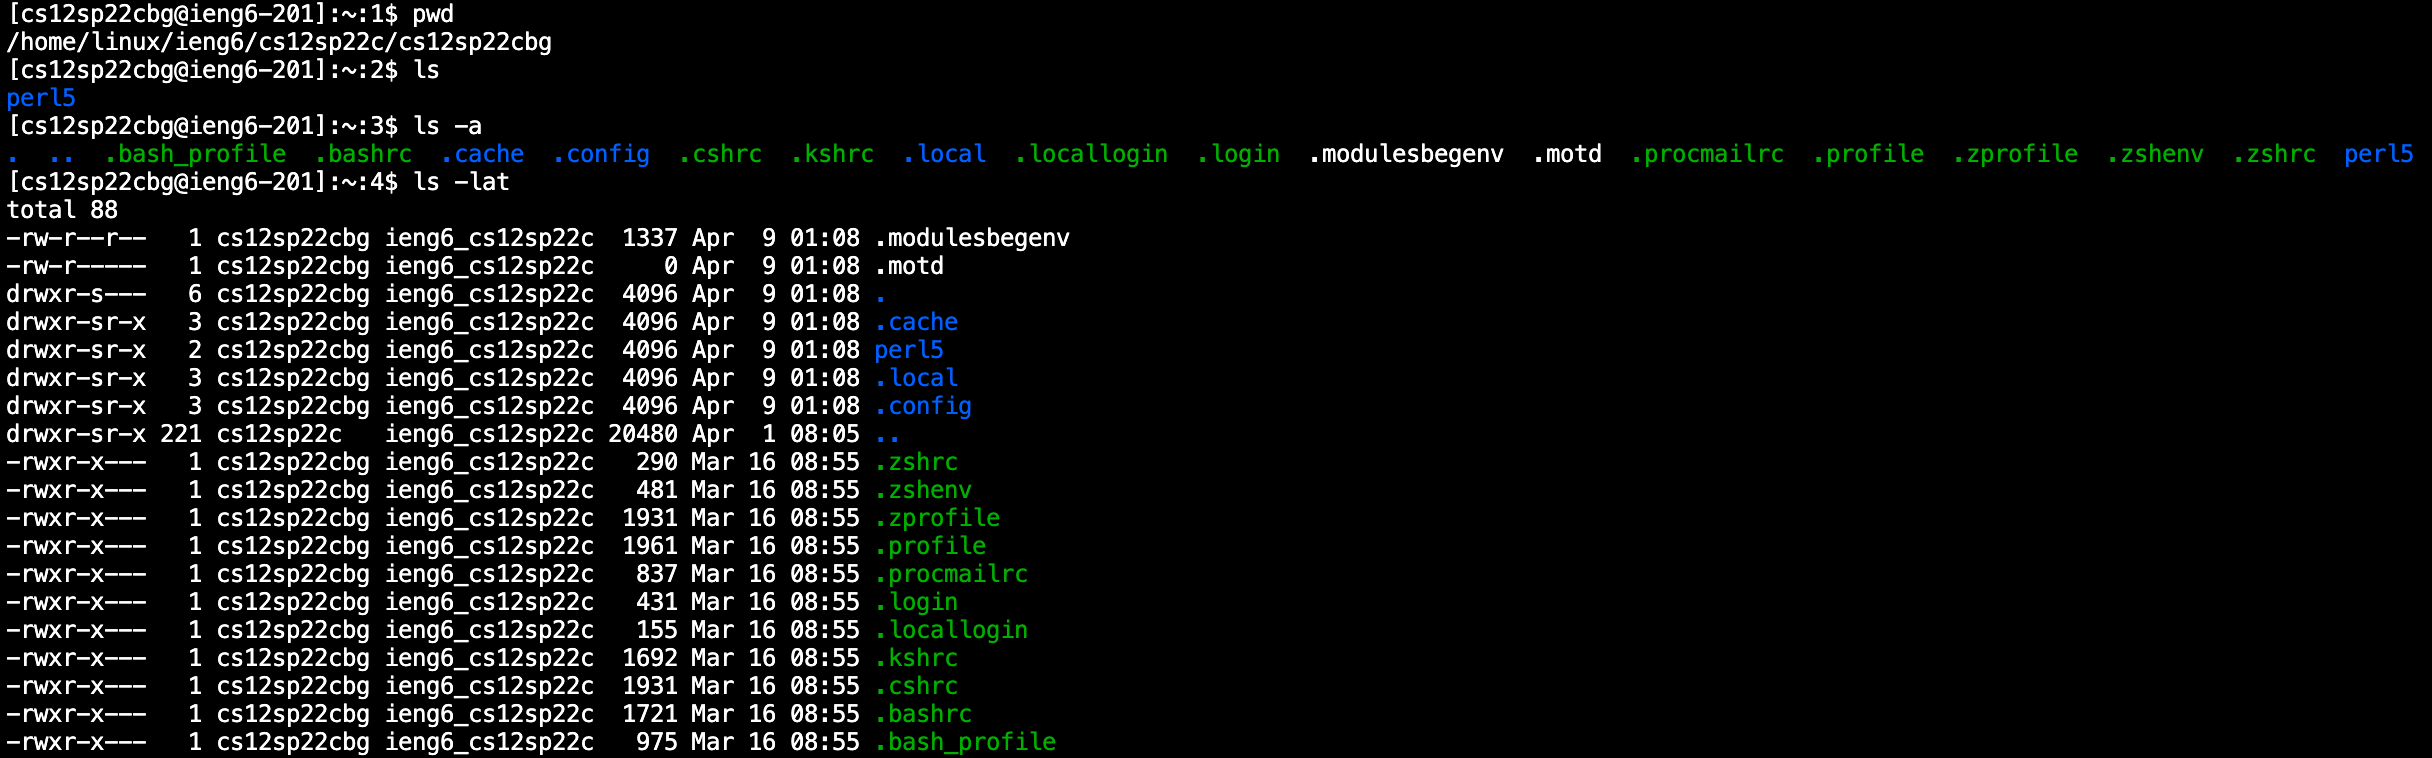 [cs12sp22cbg@ieng6-201]:~:1$ pwd
/home/linux/ieng6/cs12sp22c/cs12sp22cbg
[cs12sp22cbg@ieng6-201]:~:2$ ls
perl5
[cs12sp22cbg@ieng6-201]:~:3$ ls -a
.  ..  .bash_profile  .bashrc  .cache  .config  .cshrc  .kshrc  .local  .locallogin  .login  .modulesbegenv  .motd  .procmailrc  .profile  .zprofile  .zshenv  .zshrc  perl5
[cs12sp22cbg@ieng6-201]:~:4$ ls -lat
total 88
-rw-r--r--   1 cs12sp22cbg ieng6_cs12sp22c  1337 Apr  9 01:08 .modulesbegenv
-rw-r-----   1 cs12sp22cbg ieng6_cs12sp22c     0 Apr  9 01:08 .motd
drwxr-s---   6 cs12sp22cbg ieng6_cs12sp22c  4096 Apr  9 01:08 .
drwxr-sr-x   3 cs12sp22cbg ieng6_cs12sp22c  4096 Apr  9 01:08 .cache
drwxr-sr-x   2 cs12sp22cbg ieng6_cs12sp22c  4096 Apr  9 01:08 perl5
drwxr-sr-x   3 cs12sp22cbg ieng6_cs12sp22c  4096 Apr  9 01:08 .local
drwxr-sr-x   3 cs12sp22cbg ieng6_cs12sp22c  4096 Apr  9 01:08 .config
drwxr-sr-x 221 cs12sp22c   ieng6_cs12sp22c 20480 Apr  1 08:05 ..
-rwxr-x---   1 cs12sp22cbg ieng6_cs12sp22c   290 Mar 16 08:55 .zshrc
-rwxr-x---   1 cs12sp22cbg ieng6_cs12sp22c   481 Mar 16 08:55 .zshenv
-rwxr-x---   1 cs12sp22cbg ieng6_cs12sp22c  1931 Mar 16 08:55 .zprofile
-rwxr-x---   1 cs12sp22cbg ieng6_cs12sp22c  1961 Mar 16 08:55 .profile
-rwxr-x---   1 cs12sp22cbg ieng6_cs12sp22c   837 Mar 16 08:55 .procmailrc
-rwxr-x---   1 cs12sp22cbg ieng6_cs12sp22c   431 Mar 16 08:55 .login
-rwxr-x---   1 cs12sp22cbg ieng6_cs12sp22c   155 Mar 16 08:55 .locallogin
-rwxr-x---   1 cs12sp22cbg ieng6_cs12sp22c  1692 Mar 16 08:55 .kshrc
-rwxr-x---   1 cs12sp22cbg ieng6_cs12sp22c  1931 Mar 16 08:55 .cshrc
-rwxr-x---   1 cs12sp22cbg ieng6_cs12sp22c  1721 Mar 16 08:55 .bashrc
-rwxr-x---   1 cs12sp22cbg ieng6_cs12sp22c   975 Mar 16 08:55 .bash_profile